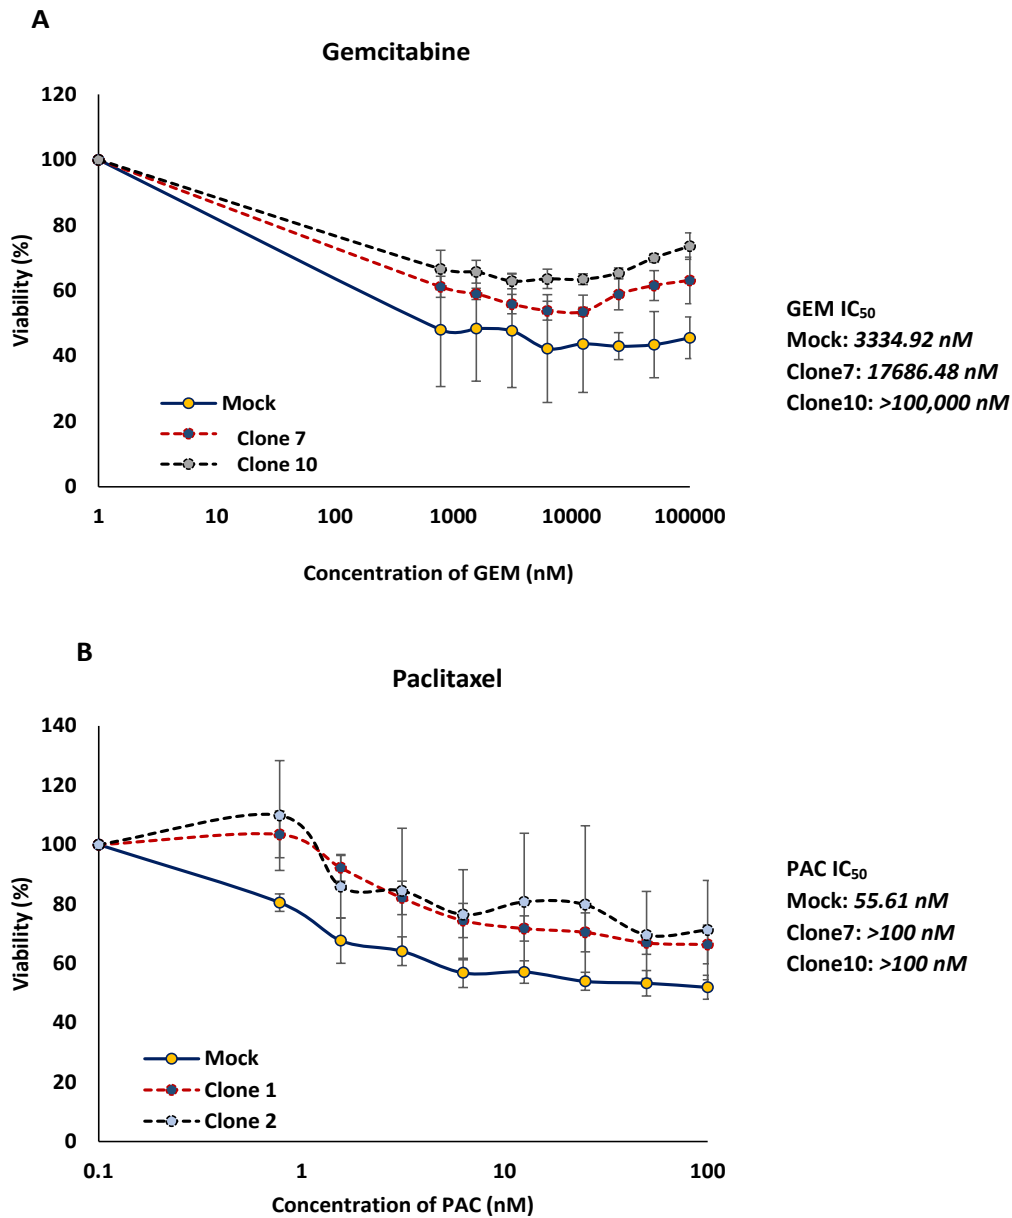 A
Gemcitabine
120
100
80
60
40
20
0
Viability (%)
Mock
Clone 7
Clone 10
1 10 100 1000 10000 100000
Concentration of GEM (nM)
GEM IC₅₀
Mock: 3334.92 nM
Clone7: 17686.48 nM
Clone10: >100,000 nM
B
Paclitaxel
140
120
100
80
60
40
20
0
Viability (%)
Mock
Clone 1
Clone 2
0.1 1 10 100
Concentration of PAC (nM)
PAC IC₅₀
Mock: 55.61 nM
Clone7: >100 nM
Clone10: >100 nM